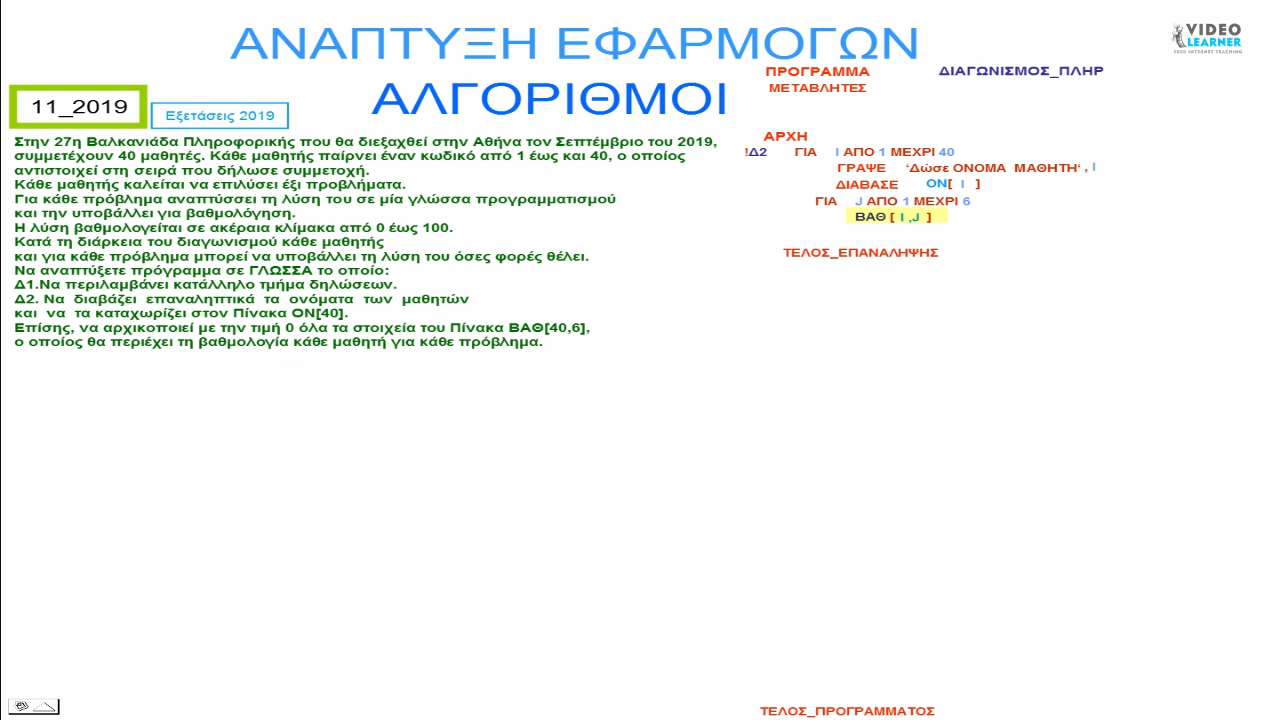 ΑΝΑΠΤΥΞΗ ΕΦΑΡΜΟΓΩΝ
ΑΛΓΟΡΙΘΜΟΙ
VIDEO
LEARNER
FREE INTERNET TEACHING
11_2019
Εξετάσεις 2019
Στην 27η Βαλκανιάδα Πληροφορικής που θα διεξαχθεί στην Αθήνα τον Σεπτέμβριο του 2019,
συμμετέχουν 40 μαθητές. Κάθε μαθητής παίρνει έναν κωδικό από 1 έως και 40, ο οποίος
αντιστοιχεί στη σειρά που δήλωσε συμμετοχή.
Κάθε μαθητής καλείται να επιλύσει έξι προβλήματα.
Για κάθε πρόβλημα αναπτύσσει τη λύση του σε μία γλώσσα προγραμματισμού
και την υποβάλλει για βαθμολόγηση.
Η λύση βαθμολογείται σε ακέραια κλίμακα από 0 έως 100.
Κατά τη διάρκεια του διαγωνισμού κάθε μαθητής
και για κάθε πρόβλημα μπορεί να υποβάλλει τη λύση του όσες φορές θέλει.
Να αναπτύξετε πρόγραμμα σε ΓΛΩΣΣΑ το οποίο:
Δ1.Να περιλαμβάνει κατάλληλο τμήμα δηλώσεων.
Δ2. Να διαβάζει επαναληπτικά τα ονόματα των μαθητών
και να τα καταχωρίζει στον Πίνακα ΟΝ[40].
Επίσης, να αρχικοποιεί με την τιμή 0 όλα τα στοιχεία του Πίνακα ΒΑΘ[40,6],
ο οποίος θα περιέχει τη βαθμολογία κάθε μαθητή για κάθε πρόβλημα.
ΠΡΟΓΡΑΜΜΑ ΔΙΑΓΩΝΙΣΜΟΣ_ΠΛΗΡ
ΜΕΤΑΒΛΗΤΕΣ
ΑΡΧΗ
!Δ2 ΓΙΑ Ι ΑΠΟ 1 ΜΕΧΡΙ 40
ΓΡΑΨΕ ‘Δώσε ΟΝΟΜΑ ΜΑΘΗΤΗ‘ , Ι
ΔΙΑΒΑΣΕ ΟΝ[ Ι ]
ΓΙΑ J ΑΠΟ 1 ΜΕΧΡΙ 6
ΒΑΘ [ Ι ,J ]
ΤΕΛΟΣ_ΕΠΑΝΑΛΗΨΗΣ
ΤΕΛΟΣ_ΠΡΟΓΡΑΜΜΑΤΟΣ